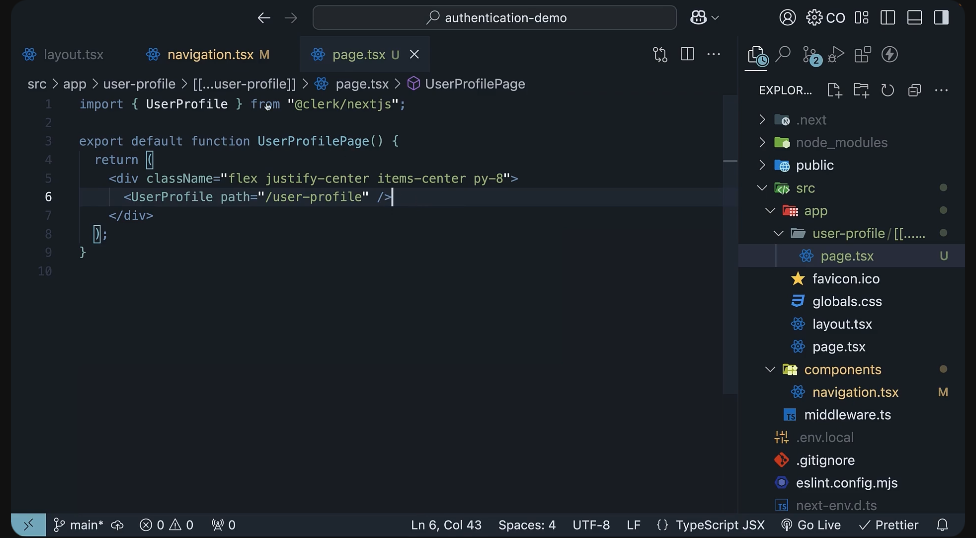 authentication-demo
CO
layout.tsx
navigation.tsx M
page.tsx U
2
src > app > user-profile > [[...user-profile]] > page.tsx > UserProfilePage
EXPLOR...
1 import { UserProfile } from "@clerk/nextjs";
2
3 export default function UserProfilePage() {
4 return (
5 <div className="flex justify-center items-center py-8">
6 <UserProfile path="/user-profile" />
7 </div>
8 );
9 }
10
.next
node_modules
public
src
app
user-profile/[[......
page.tsx U
favicon.ico
globals.css
layout.tsx
page.tsx
components
navigation.tsx M
TS middleware.ts
.env.local
.gitignore
eslint.config.mjs
TS next-env.d.ts
main* 0 0 0 Ln 6, Col 43 Spaces: 4 UTF-8 LF {} TypeScript JSX Go Live Prettier